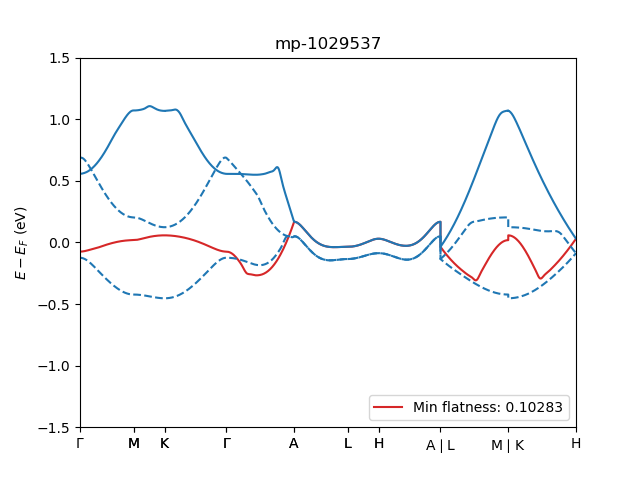 mp-1029537
E − E_F (eV)
1.5
1.0
0.5
0.0
−0.5
−1.0
−1.5
Min flatness: 0.10283
Γ M K Γ A L H A | L M | K H